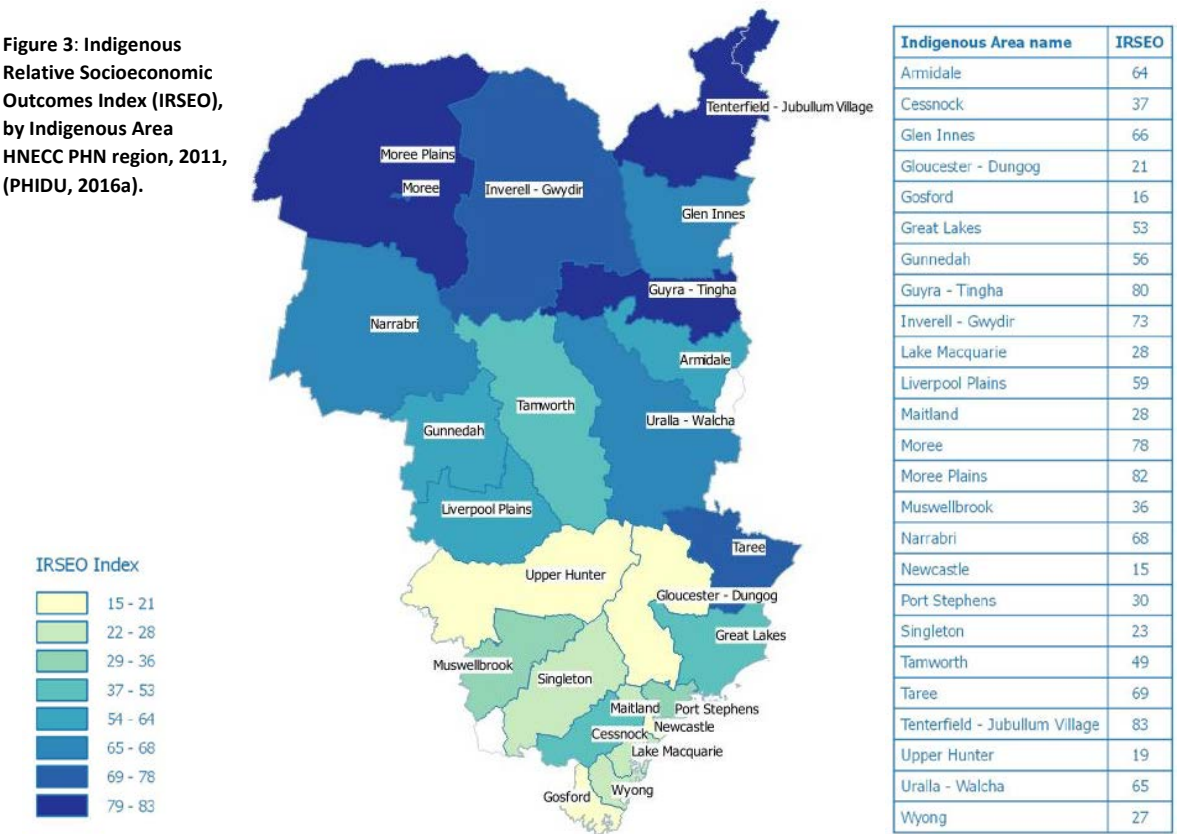 Figure 3: Indigenous
Relative Socioeconomic
Outcomes Index (IRSEO),
by Indigenous Area
HNECC PHN region, 2011,
(PHIDU, 2016a).
Tenterfield - Jubullum Village
Moree Plains
Moree
Inverell - Gwydir
Glen Innes
Guyra - Tingha
Narrabri
Armidale
Tamworth
Uralla - Walcha
Gunnedah
Liverpool Plains
Taree
Upper Hunter
Gloucester - Dungog
Great Lakes
Muswellbrook
Singleton
Maitland
Port Stephens
Newcastle
Cessnock
Lake Macquarie
Gosford
Wyong
IRSEO Index
15 - 21
22 - 28
29 - 36
37 - 53
54 - 64
65 - 68
69 - 78
79 - 83
Indigenous Area name IRSEO
Armidale 64
Cessnock 37
Glen Innes 66
Gloucester - Dungog 21
Gosford 16
Great Lakes 53
Gunnedah 56
Guyra - Tingha 80
Inverell - Gwydir 73
Lake Macquarie 28
Liverpool Plains 59
Maitland 28
Moree 78
Moree Plains 82
Muswellbrook 36
Narrabri 68
Newcastle 15
Port Stephens 30
Singleton 23
Tamworth 49
Taree 69
Tenterfield - Jubullum Village 83
Upper Hunter 19
Uralla - Walcha 65
Wyong 27